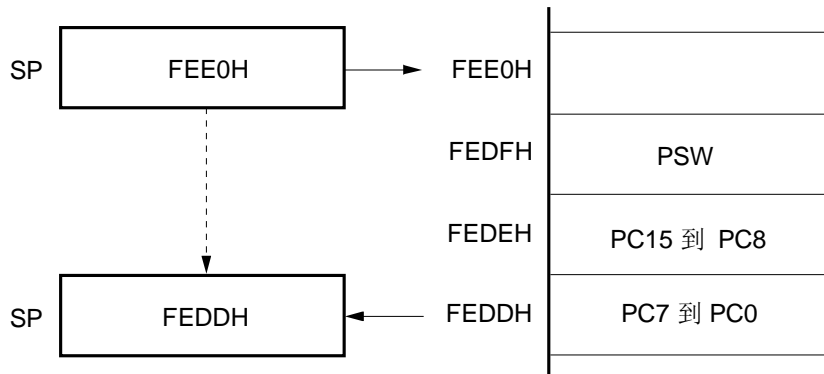 SP FEE0H FEE0H
FEDFH PSW
FEDEH PC15 到 PC8
SP FEDDH FEDDH PC7 到 PC0